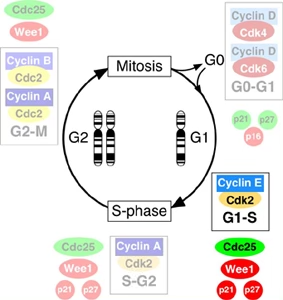 Cdc25
Wee1
Cyclin B
Cdc2
Cyclin A
Cdc2
G2-M
Mitosis
G0
Cyclin D
Cdk4
Cyclin D
Cdk6
G0-G1
p21
p27
p16
G2
G1
S-phase
Cyclin E
Cdk2
G1-S
Cdc25
Wee1
p21
p27
Cyclin A
Cdk2
S-G2
Cdc25
Wee1
p21
p27